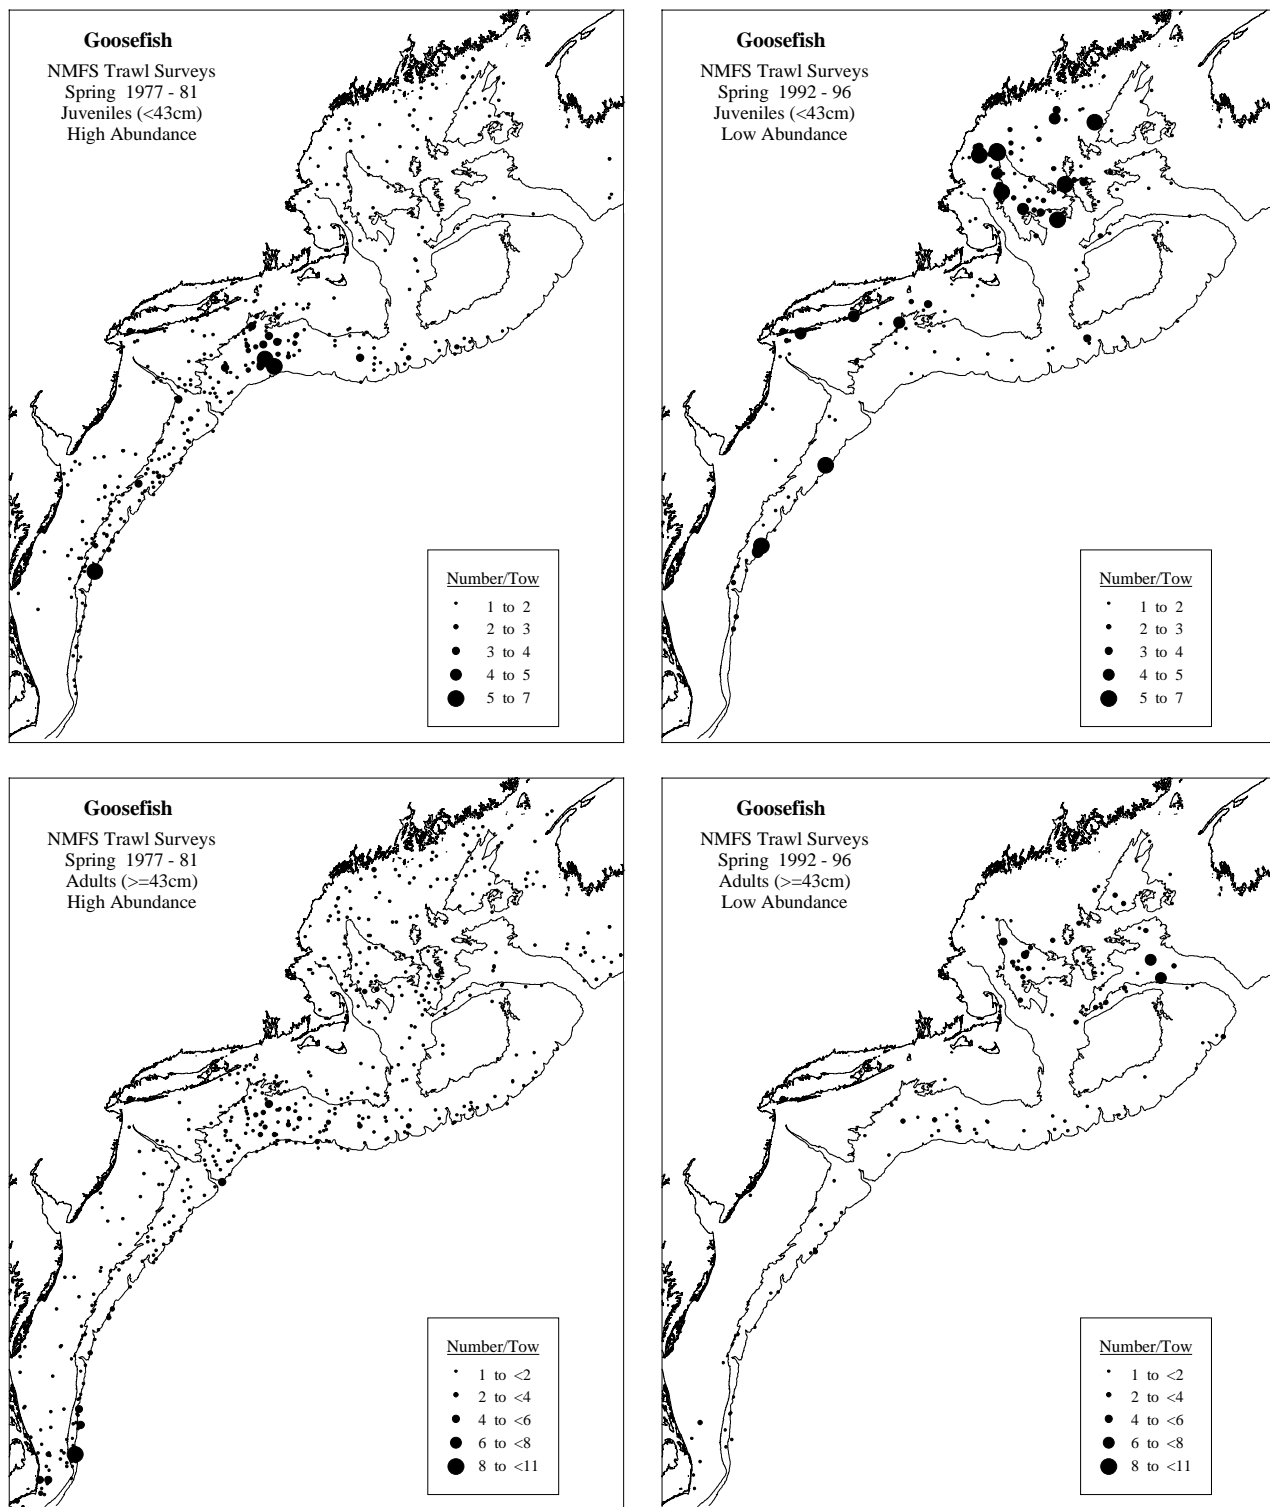 Goosefish
NMFS Trawl Surveys
Spring 1977 - 81
Juveniles (<43cm)
High Abundance
Number/Tow
1 to 2
2 to 3
3 to 4
4 to 5
5 to 7
Goosefish
NMFS Trawl Surveys
Spring 1992 - 96
Juveniles (<43cm)
Low Abundance
Number/Tow
1 to 2
2 to 3
3 to 4
4 to 5
5 to 7
Goosefish
NMFS Trawl Surveys
Spring 1977 - 81
Adults (>=43cm)
High Abundance
Number/Tow
1 to <2
2 to <4
4 to <6
6 to <8
8 to <11
Goosefish
NMFS Trawl Surveys
Spring 1992 - 96
Adults (>=43cm)
Low Abundance
Number/Tow
1 to <2
2 to <4
4 to <6
6 to <8
8 to <11